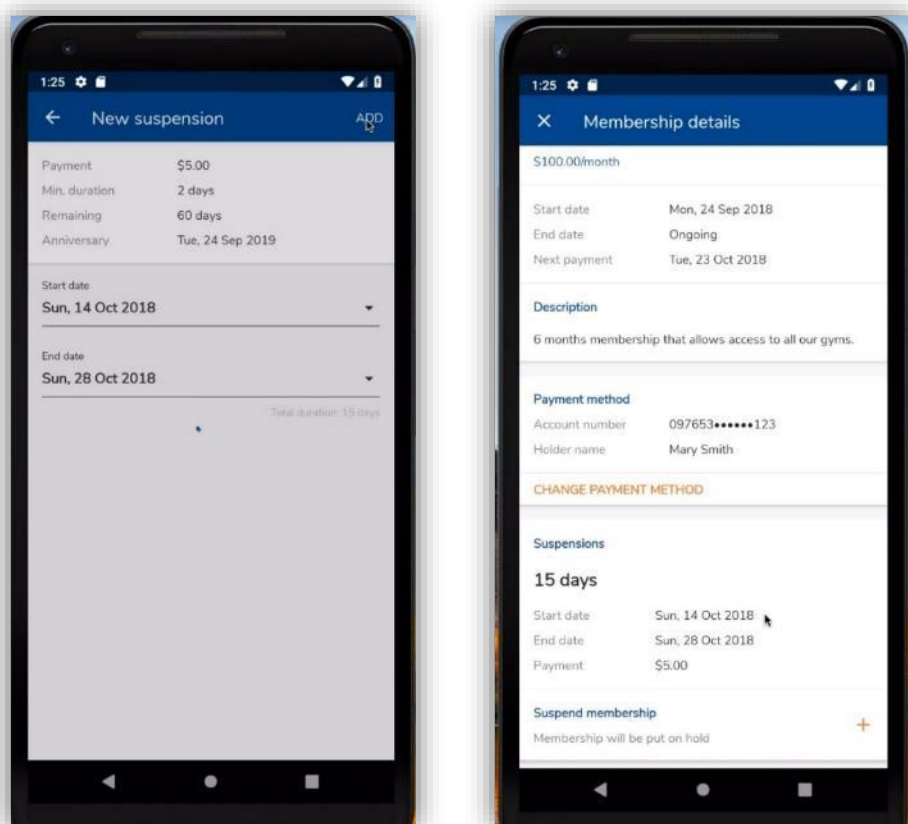 1:25
New suspension ADD
Payment $5.00
Min. duration 2 days
Remaining 60 days
Anniversary Tue, 24 Sep 2019
Start date
Sun, 14 Oct 2018
End date
Sun, 28 Oct 2018
Total duration: 15 days
1:25
Membership details
$100.00/month
Start date Mon, 24 Sep 2018
End date Ongoing
Next payment Tue, 23 Oct 2018
Description
6 months membership that allows access to all our gyms.
Payment method
Account number 097653••••••123
Holder name Mary Smith
CHANGE PAYMENT METHOD
Suspensions
15 days
Start date Sun, 14 Oct 2018
End date Sun, 28 Oct 2018
Payment $5.00
Suspend membership
Membership will be put on hold